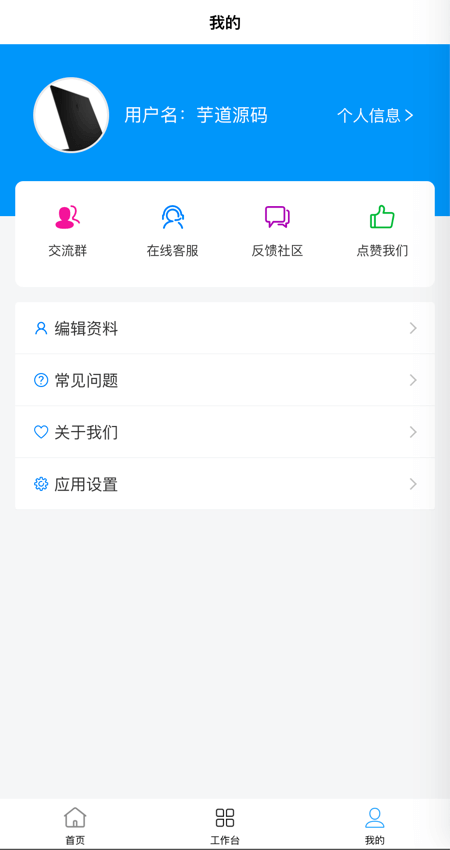 我的
用户名：芋道源码
个人信息
交流群 在线客服 反馈社区 点赞我们
编辑资料
常见问题
关于我们
应用设置
首页 工作台 我的